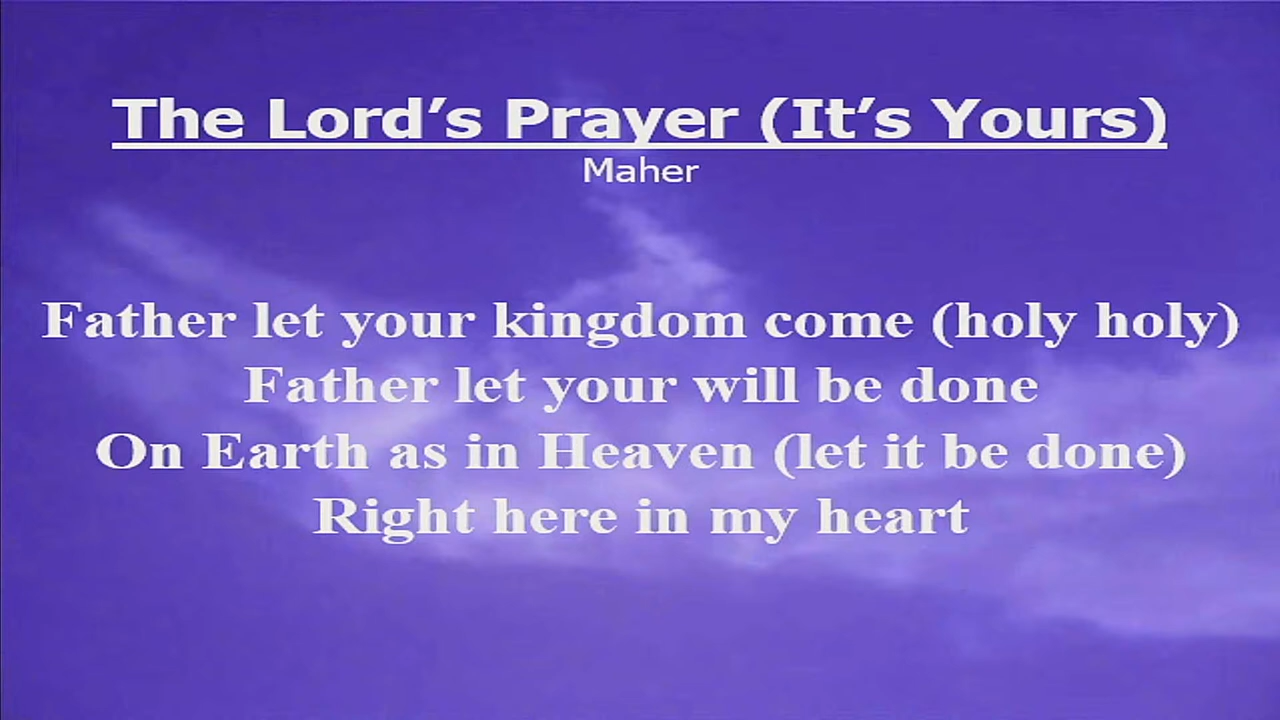 The Lord’s Prayer (It’s Yours)
Maher
Father let your kingdom come (holy holy)
Father let your will be done
On Earth as in Heaven (let it be done)
Right here in my heart